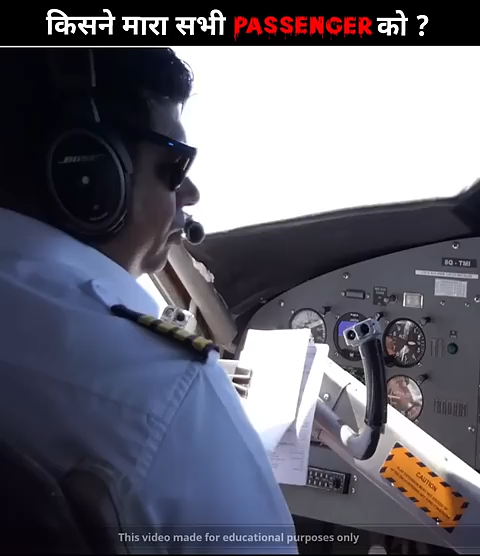 किसने मारा सभी PASSENGER को ?
8Q - TMI
CAUTION
This video made for educational purposes only